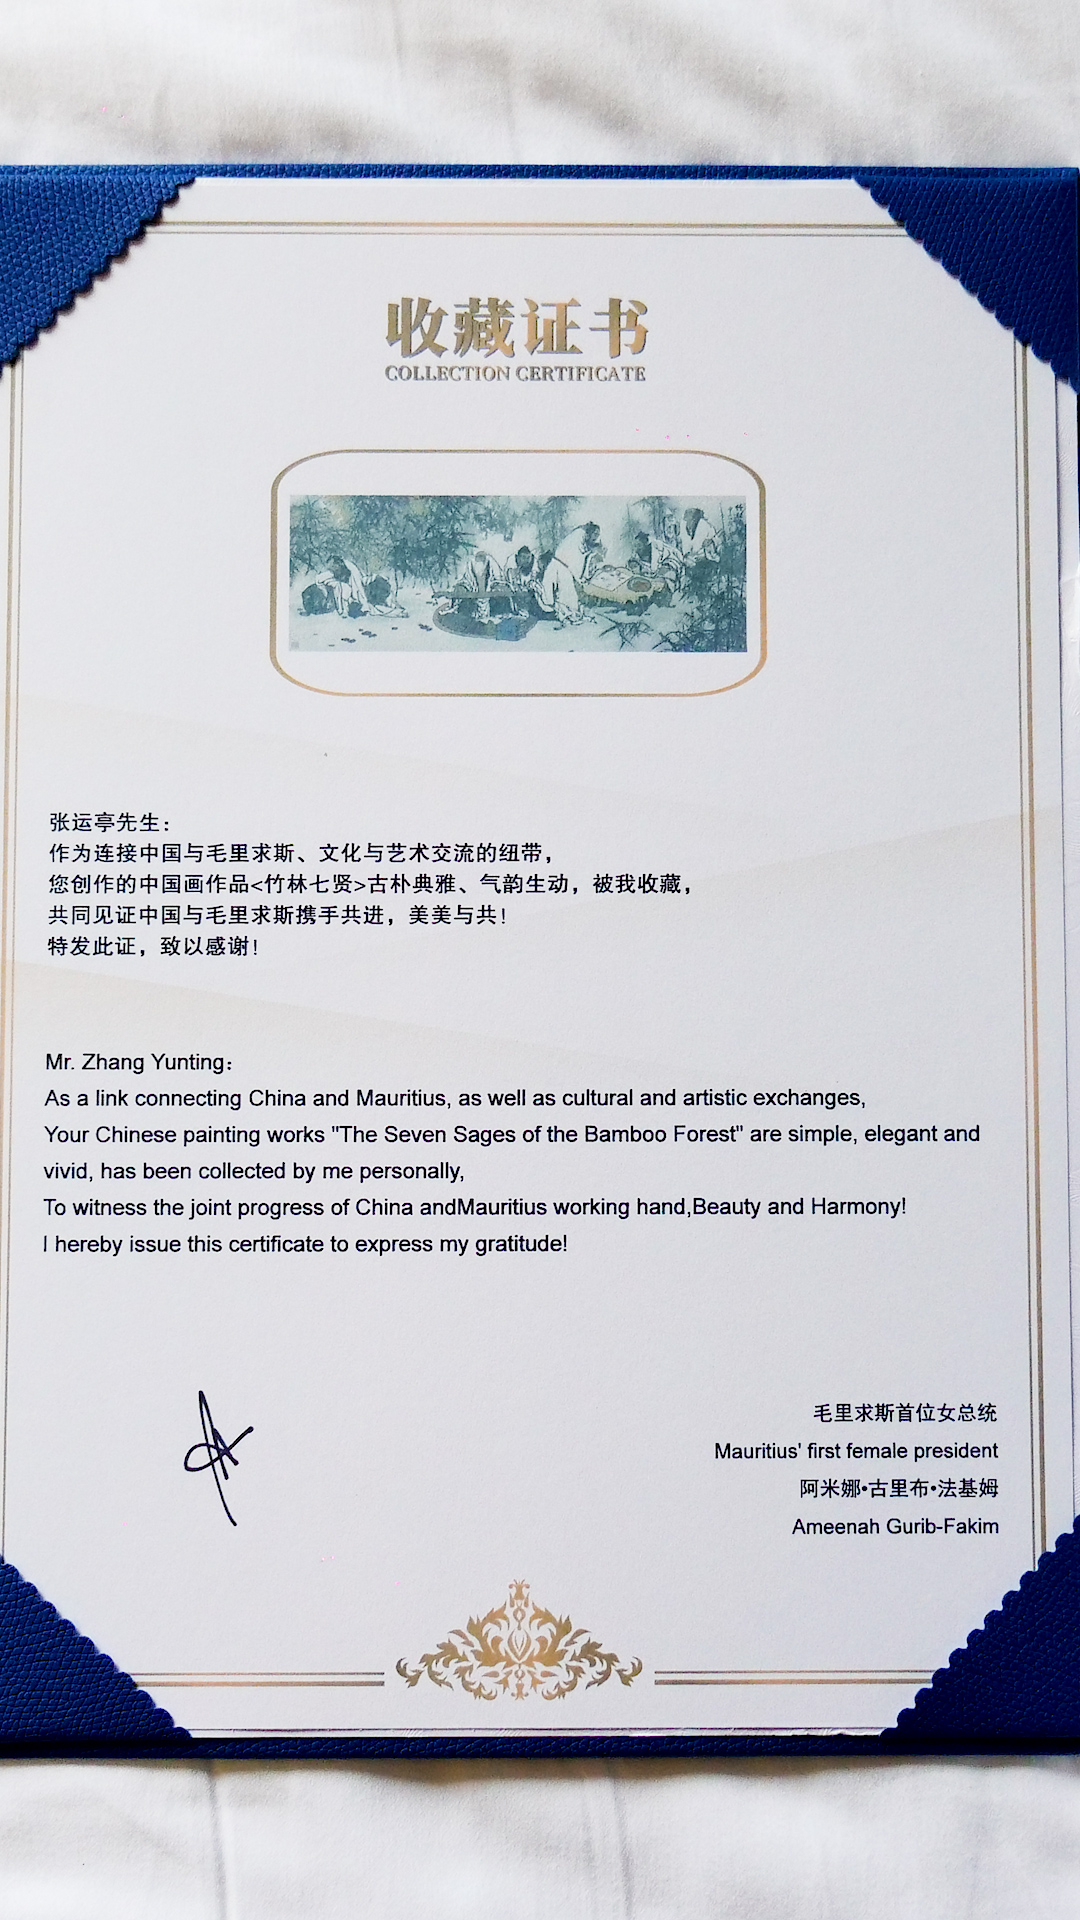 收藏证书
COLLECTION CERTIFICATE
张运亭先生：
作为连接中国与毛里求斯、文化与艺术交流的纽带，
您创作的中国画作品<竹林七贤>古朴典雅、气韵生动，被我收藏，
共同见证中国与毛里求斯携手共进，美美与共！
特发此证，致以感谢！
Mr. Zhang Yunting：
As a link connecting China and Mauritius, as well as cultural and artistic exchanges,
Your Chinese painting works "The Seven Sages of the Bamboo Forest" are simple, elegant and
vivid, has been collected by me personally,
To witness the joint progress of China andMauritius working hand,Beauty and Harmony!
I hereby issue this certificate to express my gratitude!
毛里求斯首位女总统
Mauritius' first female president
阿米娜•古里布•法基姆
Ameenah Gurib-Fakim